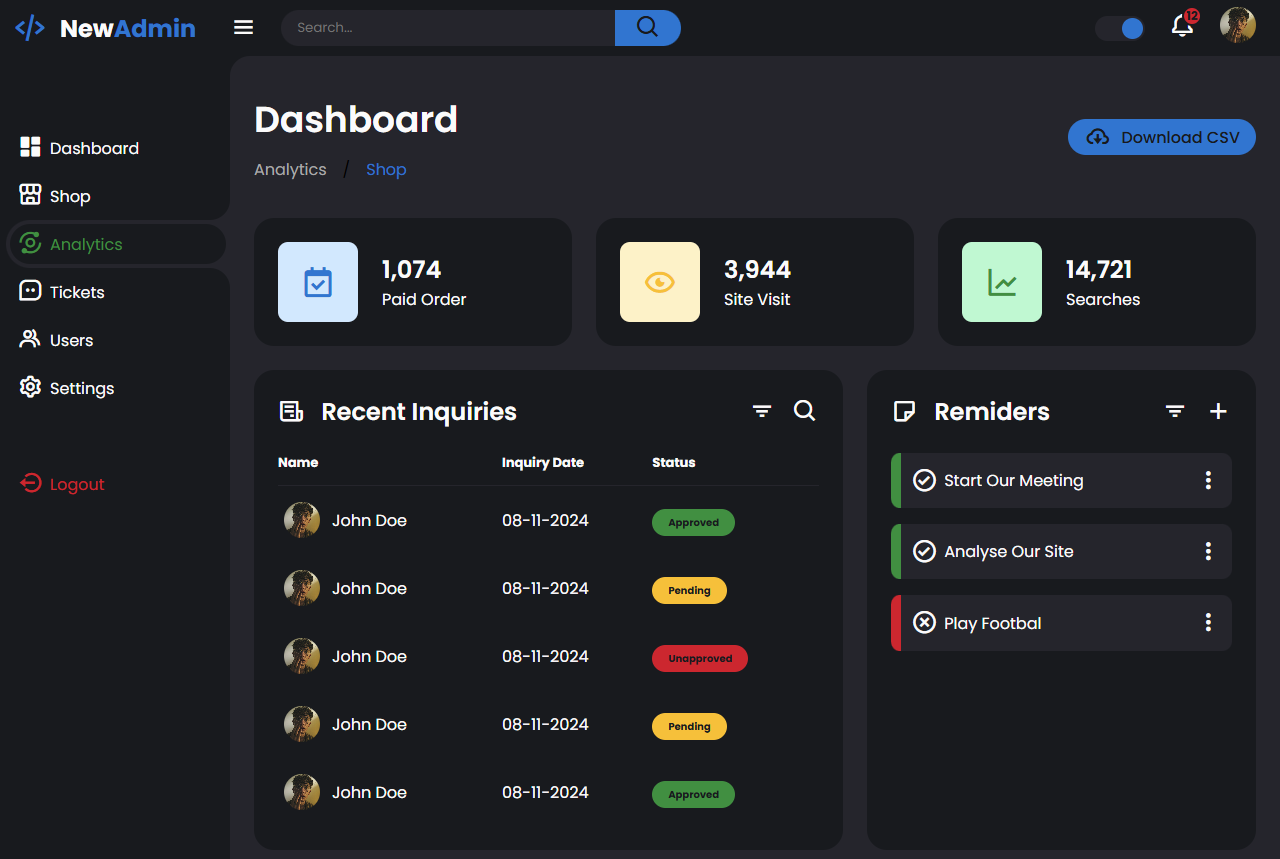 NewAdmin
Search...
12
Dashboard
Shop
Analytics
Tickets
Users
Settings
Logout
Dashboard
Analytics / Shop
Download CSV
1,074
Paid Order
3,944
Site Visit
14,721
Searches
Recent Inquiries
Name Inquiry Date Status
John Doe 08-11-2024 Approved
John Doe 08-11-2024 Pending
John Doe 08-11-2024 Unapproved
John Doe 08-11-2024 Pending
John Doe 08-11-2024 Approved
Remiders
Start Our Meeting
Analyse Our Site
Play Footbal